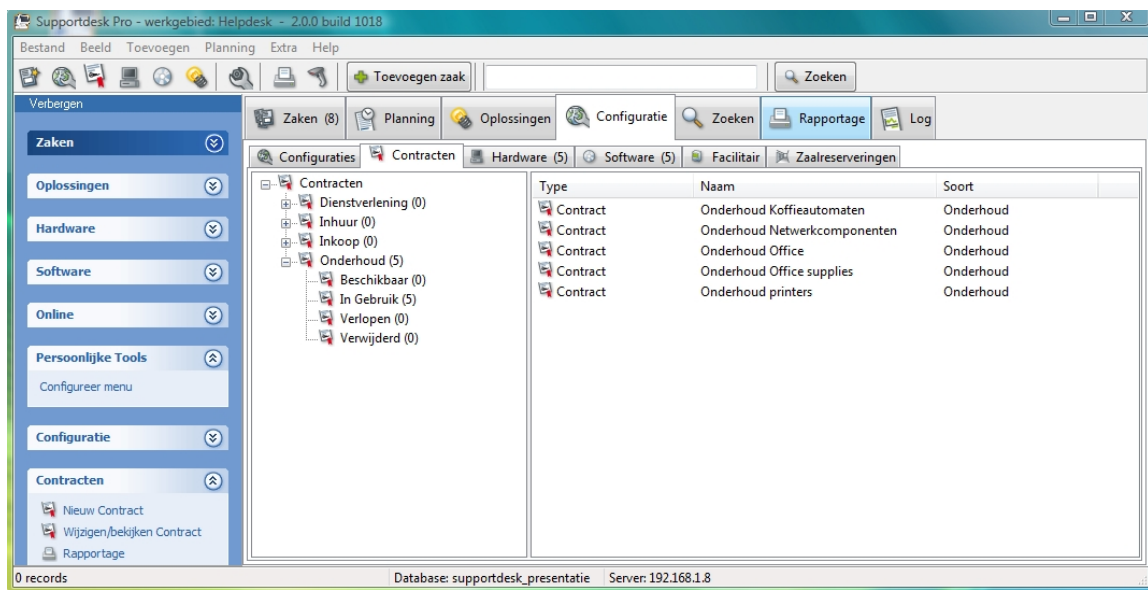 Supportdesk Pro - werkgebied: Helpdesk - 2.0.0 build 1018
Bestand Beeld Toevoegen Planning Extra Help
Toevoegen zaak Zoeken
Verbergen
Zaken
Oplossingen
Hardware
Software
Online
Persoonlijke Tools
Configureer menu
Configuratie
Contracten
Nieuw Contract
Wijzigen/bekijken Contract
Rapportage
Zaken (8) Planning Oplossingen Configuratie Zoeken Rapportage Log
Configuraties Contracten Hardware (5) Software (5) Facilitair Zaalreserveringen
Contracten
Dienstverlening (0)
Inhuur (0)
Inkoop (0)
Onderhoud (5)
Beschikbaar (0)
In Gebruik (5)
Verlopen (0)
Verwijderd (0)
Type Naam Soort
Contract Onderhoud Koffieautomaten Onderhoud
Contract Onderhoud Netwerkcomponenten Onderhoud
Contract Onderhoud Office Onderhoud
Contract Onderhoud Office supplies Onderhoud
Contract Onderhoud printers Onderhoud
0 records Database: supportdesk_presentatie Server: 192.168.1.8